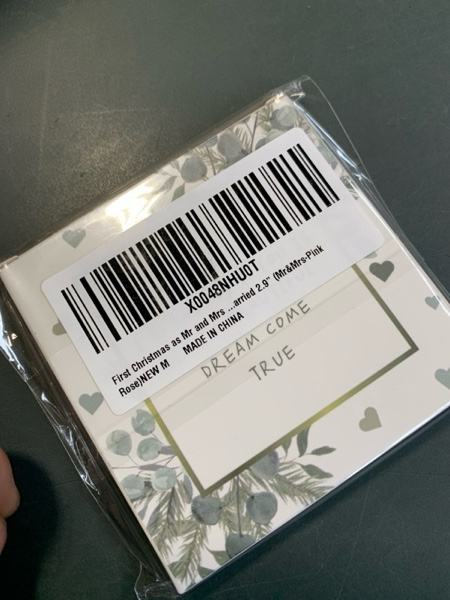 X0048NHU0T
First Christmas as Mr and Mrs ...arried 2.9" (Mr&Mrs-Pink
Rose)NEW M MADE IN CHINA
DREAM COME
TRUE